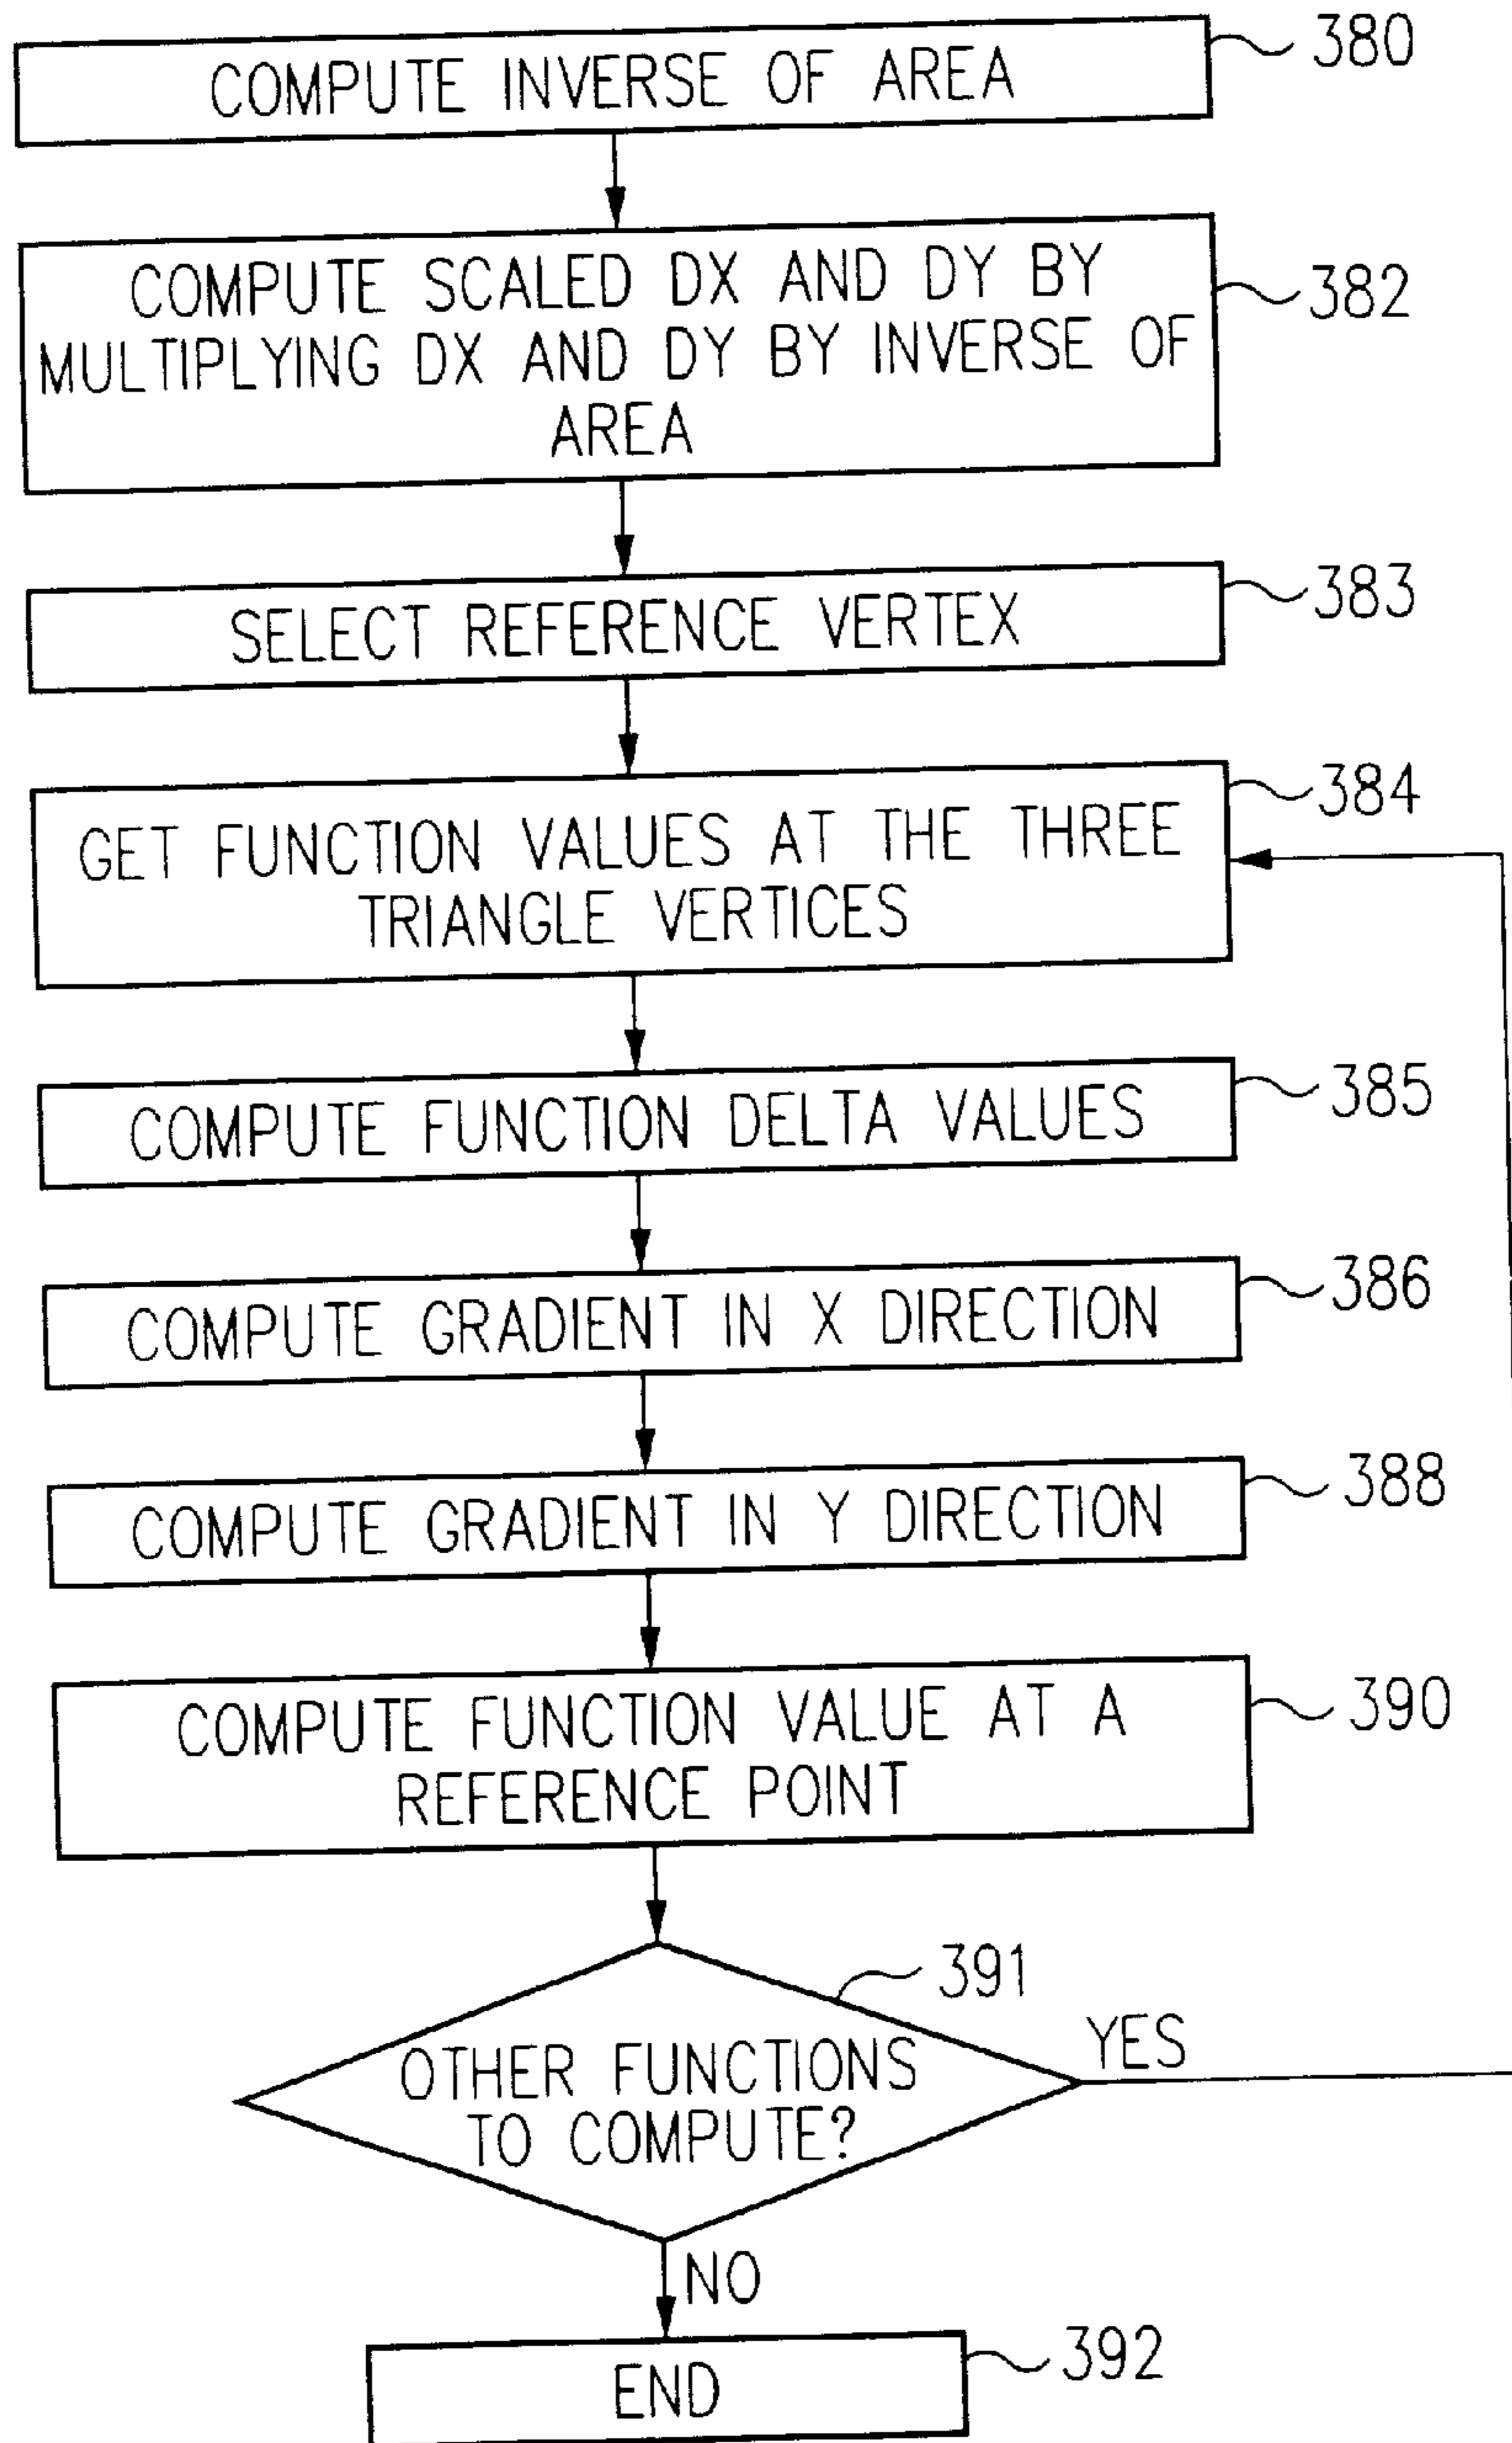 COMPUTE INVERSE OF AREA
380
COMPUTE SCALED DX AND DY BY
MULTIPLYING DX AND DY BY INVERSE OF
AREA
382
SELECT REFERENCE VERTEX
383
GET FUNCTION VALUES AT THE THREE
TRIANGLE VERTICES
384
COMPUTE FUNCTION DELTA VALUES
385
COMPUTE GRADIENT IN X DIRECTION
386
COMPUTE GRADIENT IN Y DIRECTION
388
COMPUTE FUNCTION VALUE AT A
REFERENCE POINT
390
391
OTHER FUNCTIONS
TO COMPUTE?
YES
NO
END
392